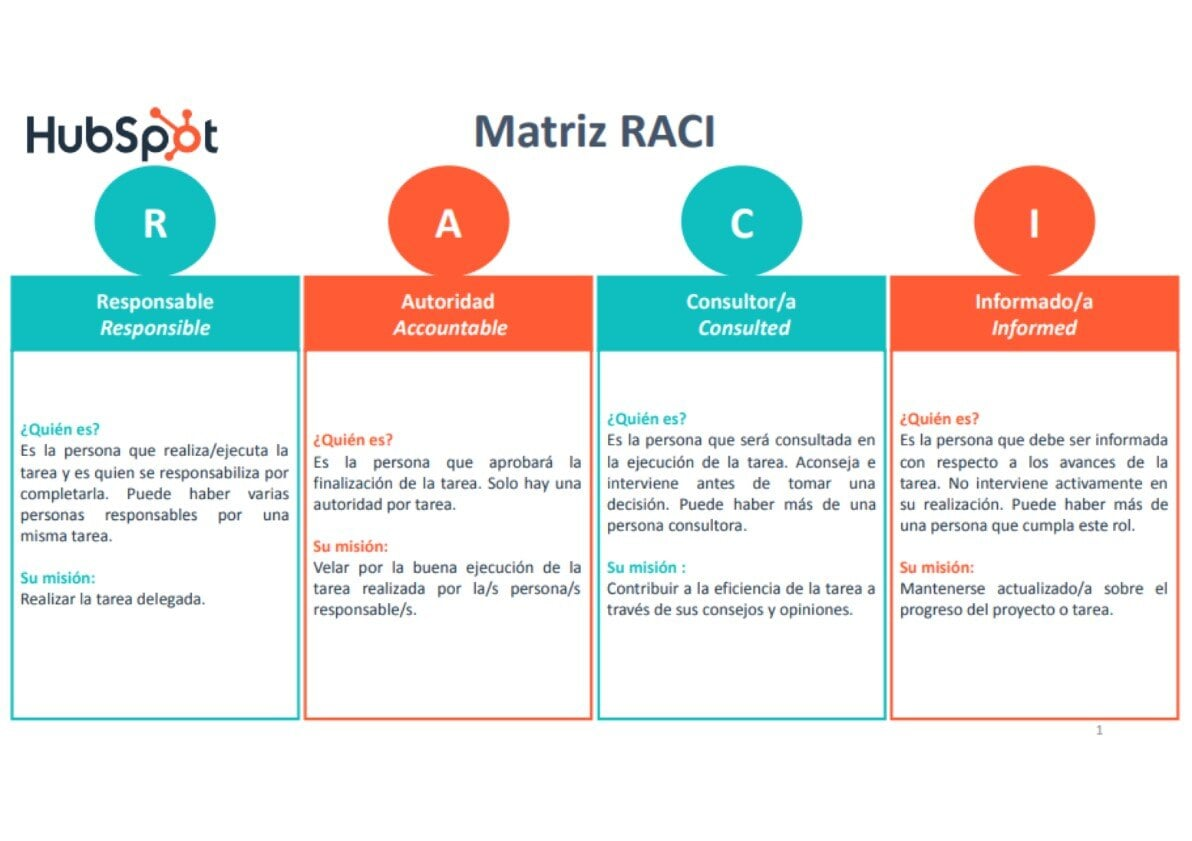 HubSpot
Matriz RACI
R
A
C
I
Responsable
Responsible
Autoridad
Accountable
Consultor/a
Consulted
Informado/a
Informed
¿Quién es?
Es la persona que realiza/ejecuta la
tarea y es quien se responsabiliza por
completarla. Puede haber varias
personas responsables por una
misma tarea.
Su misión:
Realizar la tarea delegada.
¿Quién es?
Es la persona que aprobará la
finalización de la tarea. Solo hay una
autoridad por tarea.
Su misión:
Velar por la buena ejecución de la
tarea realizada por la/s persona/s
responsable/s.
¿Quién es?
Es la persona que será consultada en
la ejecución de la tarea. Aconseja e
interviene antes de tomar una
decisión. Puede haber más de una
persona consultora.
Su misión :
Contribuir a la eficiencia de la tarea a
través de sus consejos y opiniones.
¿Quién es?
Es la persona que debe ser informada
con respecto a los avances de la
tarea. No interviene activamente en
su realización. Puede haber más de
una persona que cumpla este rol.
Su misión:
Mantenerse actualizado/a sobre el
progreso del proyecto o tarea.
1